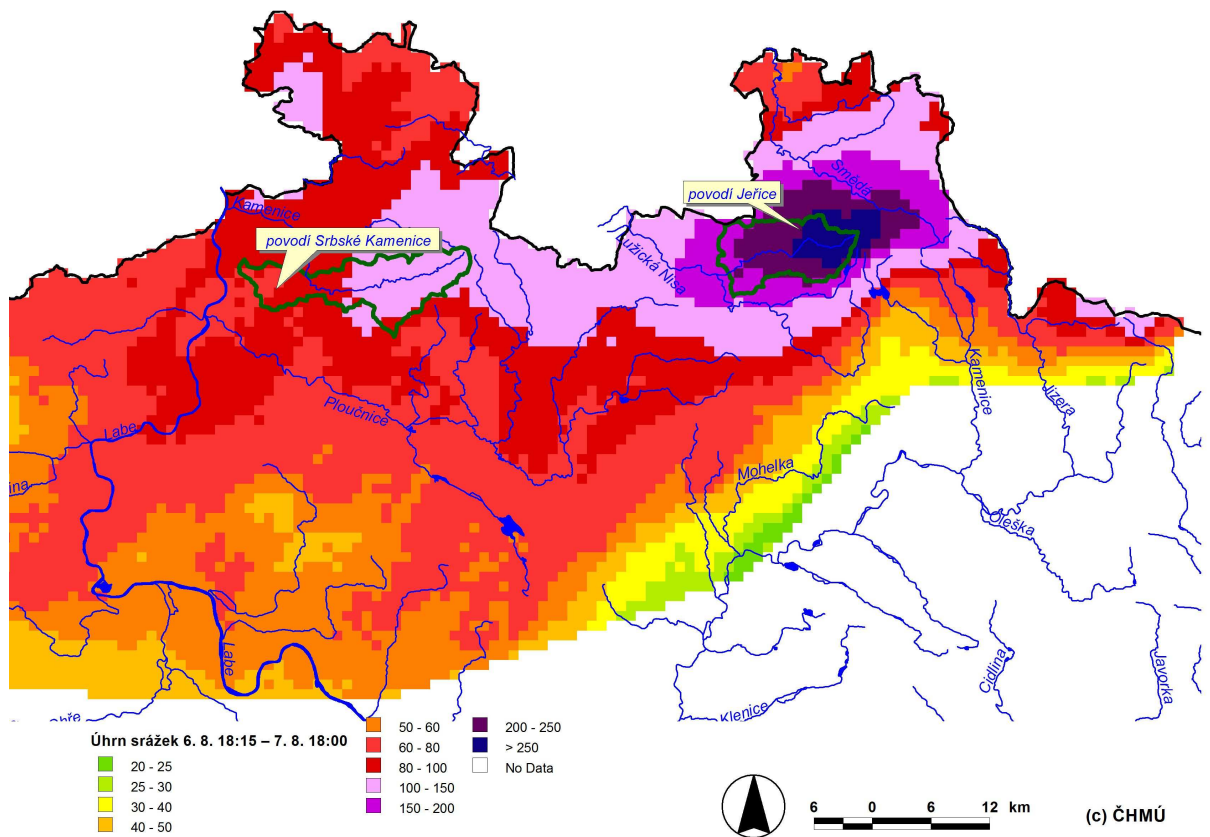 Kamenice
povodí Srbské Kamenice
povodí Jeřice
Smědá
Lužická Nisa
Kamenice
Jizera
Ploučnice
Labe
ina
Mohelka
Oleška
Labe
Cidlina
Javorka
Klenice
hře
Úhrn srážek 6. 8. 18:15 – 7. 8. 18:00
20 - 25
25 - 30
30 - 40
40 - 50
50 - 60
60 - 80
80 - 100
100 - 150
150 - 200
200 - 250
> 250
No Data
6 0 6 12 km
(c) ČHMÚ